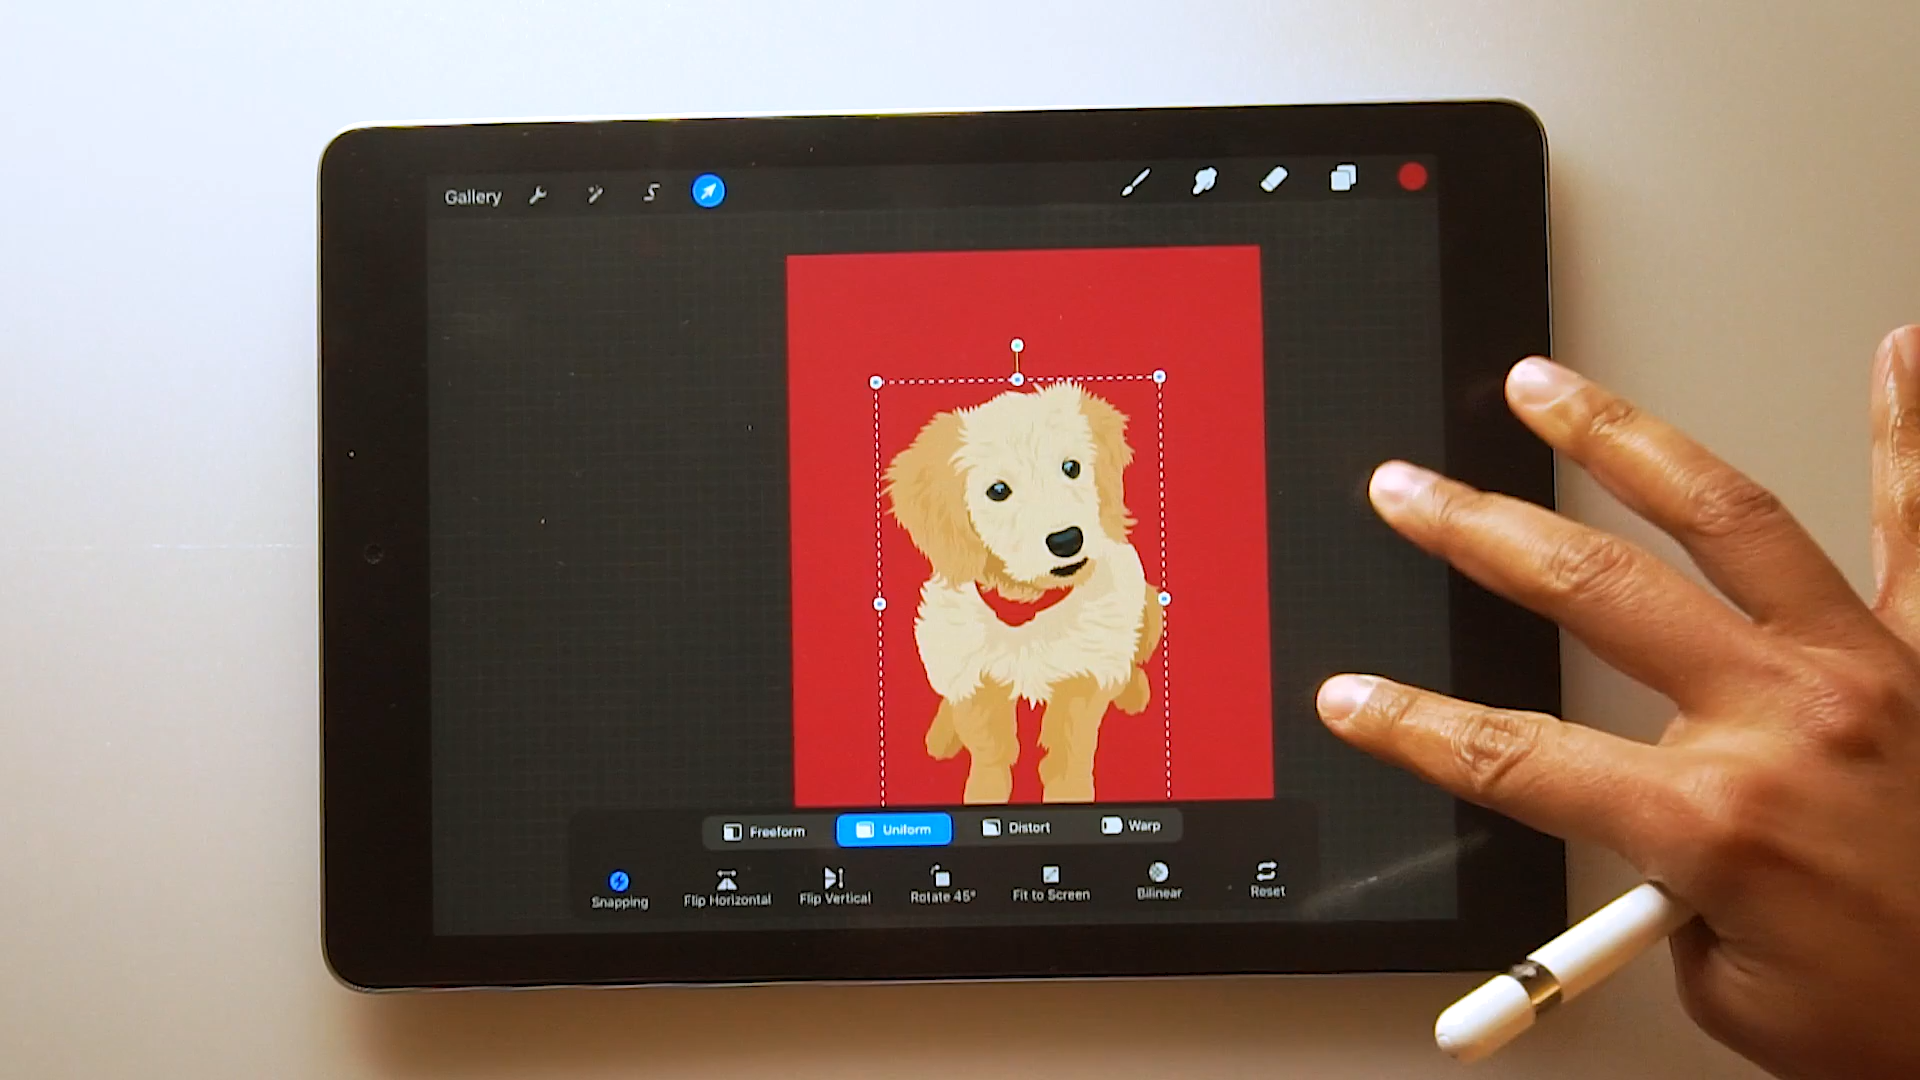 Gallery
Freeform Uniform Distort Warp
Snapping Flip Horizontal Flip Vertical Rotate 45° Fit to Screen Bilinear Reset